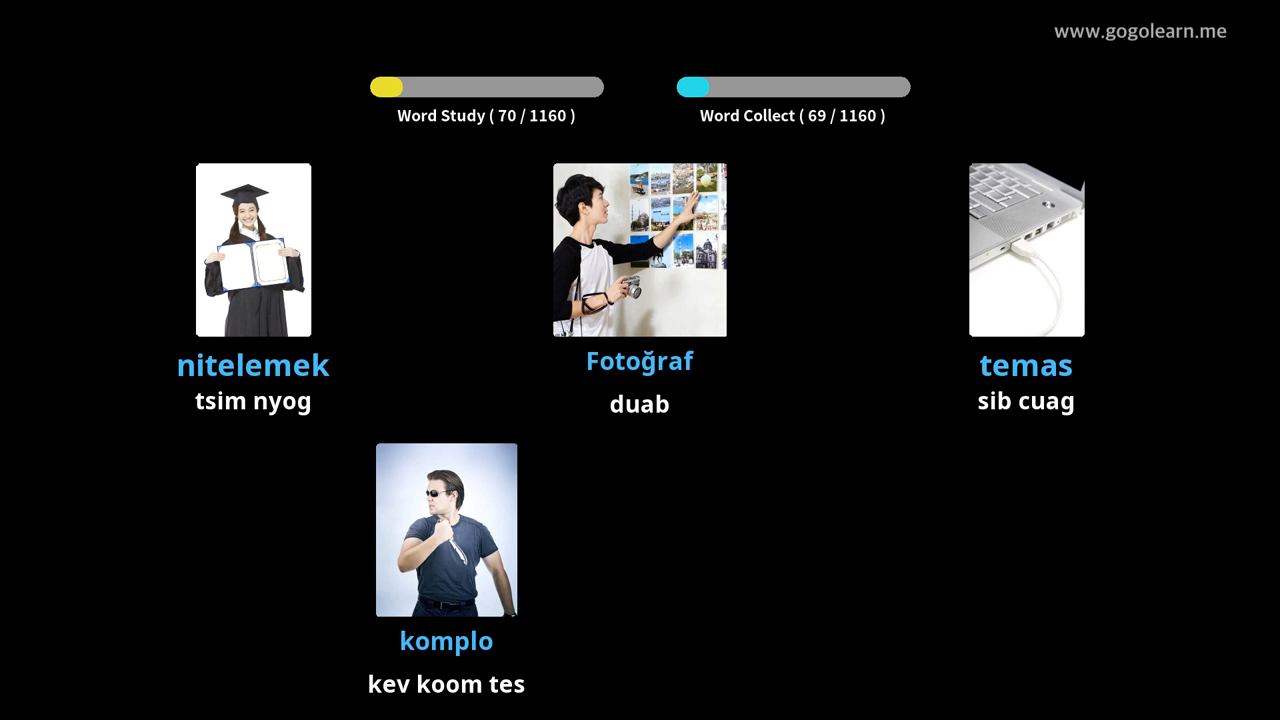 www.gogolearn.me
Word Study ( 70 / 1160 )
Word Collect ( 69 / 1160 )
nitelemek
tsim nyog
Fotoğraf
duab
temas
sib cuag
komplo
kev koom tes